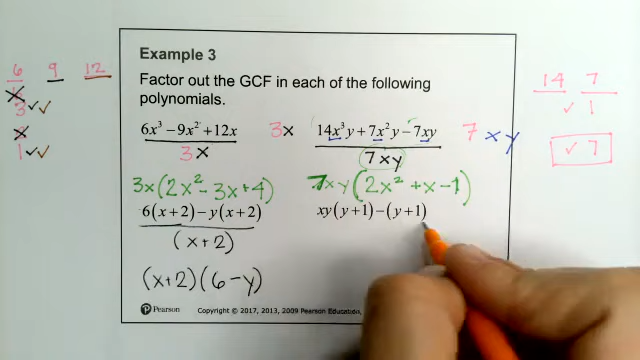 Example 3
Factor out the GCF in each of the following
polynomials.
6 9 12
3 ✓✓
1 ✓✓
6x³ − 9x² + 12x
3x
3x
3x(2x² − 3x + 4)
14x³y + 7x²y − 7xy
7xy
7xy
7xy(2x² + x − 1)
14 7
✓ 1
✓ 7
6(x + 2) − y(x + 2)
(x+2)
(x+2)(6−y)
xy(y + 1) − (y + 1)
Pearson
Copyright © 2017, 2013, 2009 Pearson Education,